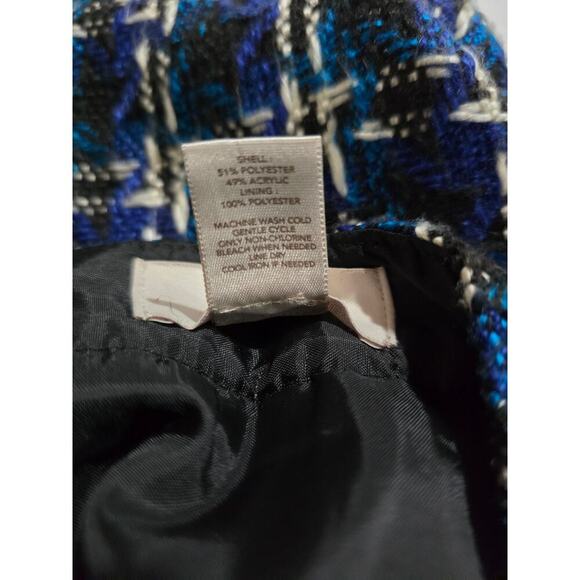 SHELL :
51% POLYESTER
49% ACRYLIC
LINING :
100% POLYESTER
MACHINE WASH COLD
GENTLE CYCLE
ONLY NON-CHLORINE
BLEACH WHEN NEEDED
LINE DRY
COOL IRON IF NEEDED